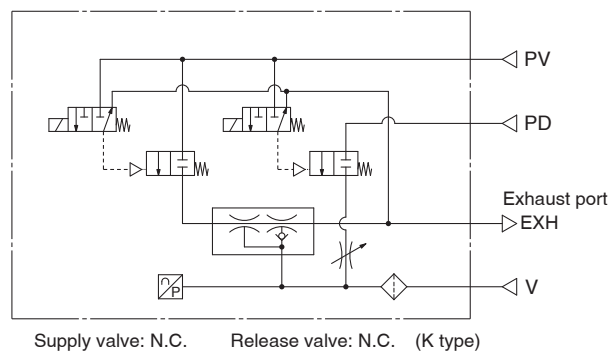 PV
PD
Exhaust port
EXH
P
V
Supply valve: N.C. Release valve: N.C. (K type)